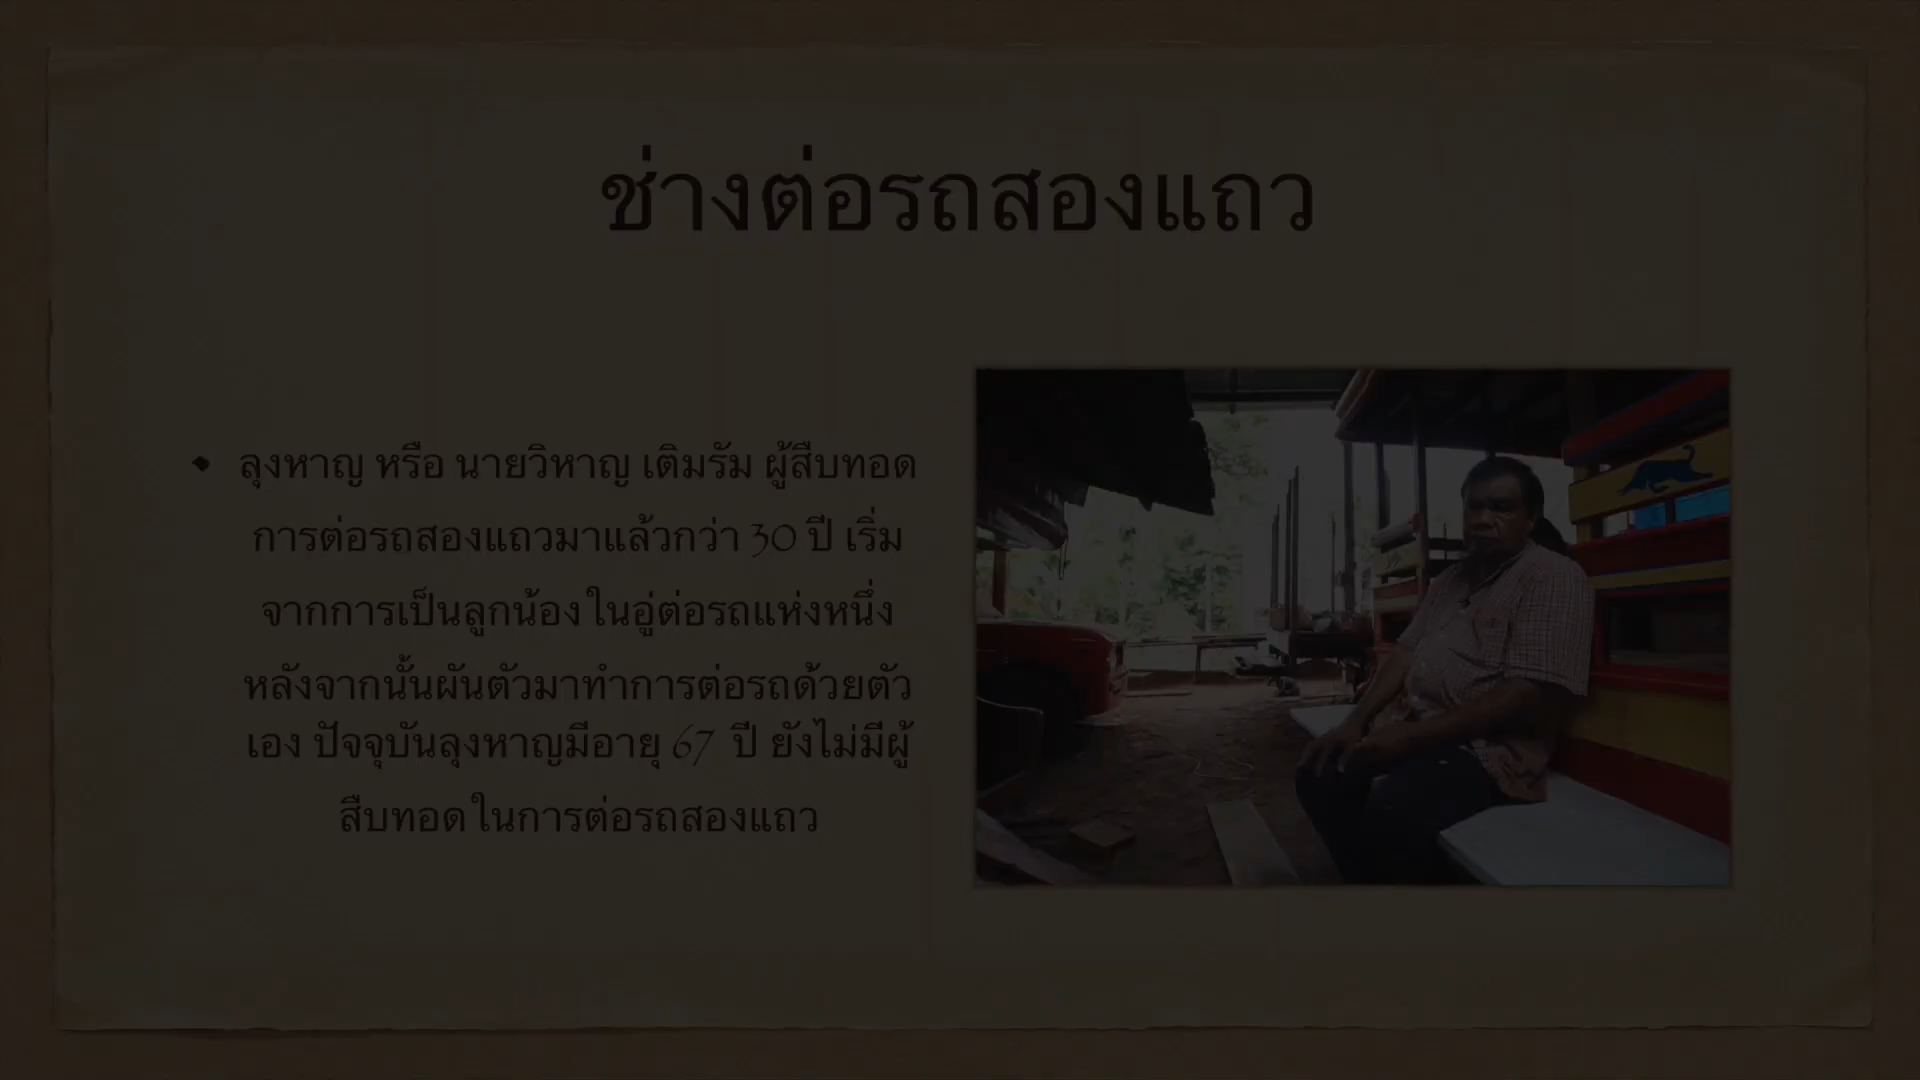 ช่างต่อรถสองแถว
ลุงหาญ หรือ นายวิหาญ เติมรัม ผู้สืบทอด
การต่อรถสองแถวมาแล้วกว่า 30 ปี เริ่ม
จากการเป็นลูกน้อง ในอู่ต่อรถแห่งหนึ่ง
หลังจากนั้นผันตัวมาทำการต่อรถด้วยตัว
เอง ปัจจุบันลุงหาญมีอายุ 67 ปี ยังไม่มีผู้
สืบทอด ในการต่อรถสองแถว